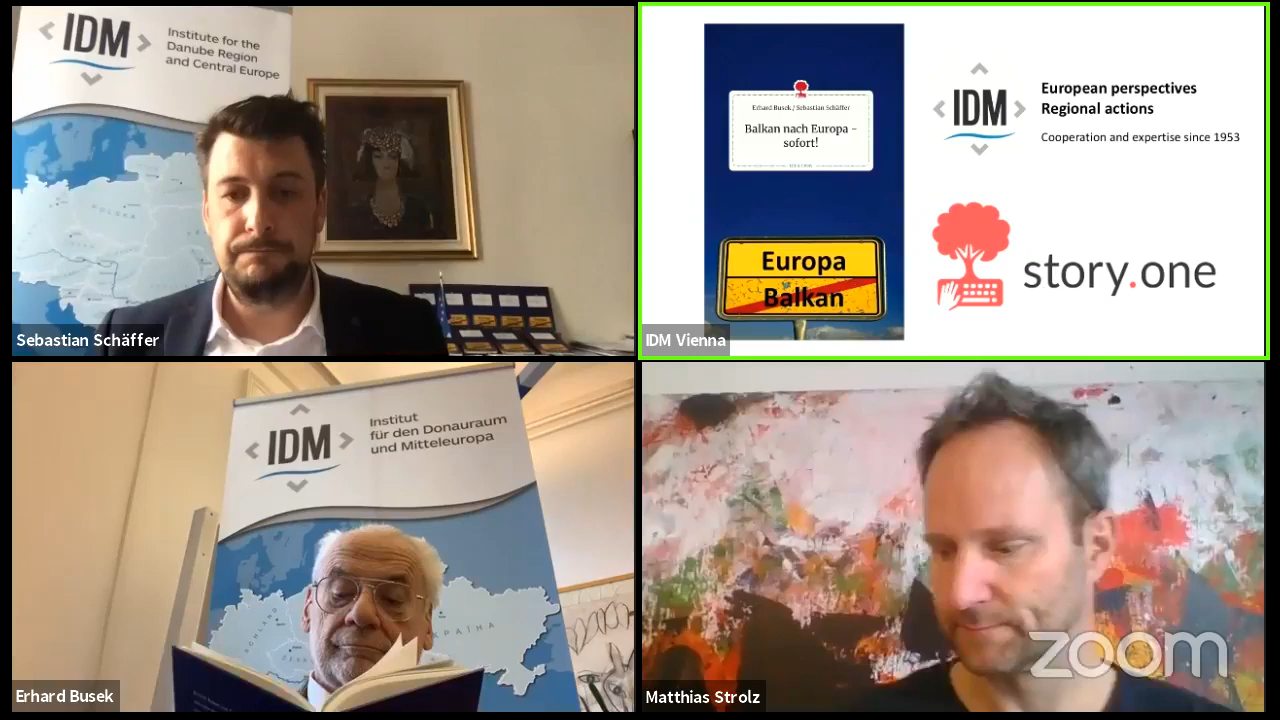 IDM
Institute for the
Danube Region
and Central Europe
POLSKA
Sebastian Schäffer
Erhard Busek / Sebastian Schäffer
Balkan nach Europa –
sofort!
Europa
Balkan
IDM
European perspectives
Regional actions
Cooperation and expertise since 1953
story.one
IDM Vienna
IDM
Institut
für den Donauraum
und Mitteleuropa
УКРАЇНА
Erhard Busek
zoom
Matthias Strolz